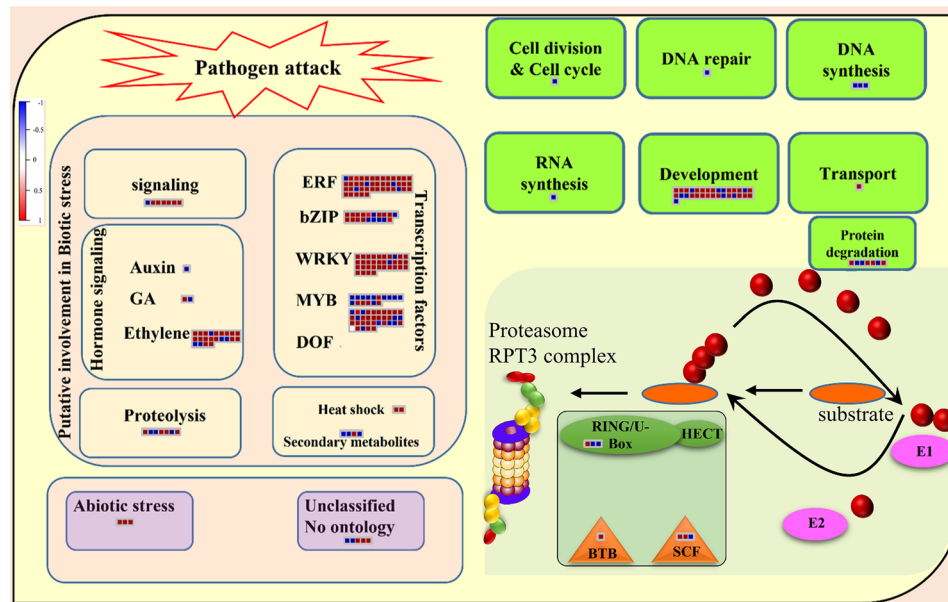 Pathogen attack
-1
-0.5
0
0.5
1
Putative involvement in Biotic stress
signaling
Hormone signaling
Auxin
GA
Ethylene
Proteolysis
Transcription factors
ERF
bZIP
WRKY
MYB
DOF
Heat shock
Secondary metabolites
Abiotic stress
Unclassified
No ontology
Cell division
& Cell cycle
DNA repair
DNA
synthesis
RNA
synthesis
Development
Transport
Protein
degradation
Proteasome
RPT3 complex
substrate
RING/U-
Box
HECT
E1
E2
BTB
SCF